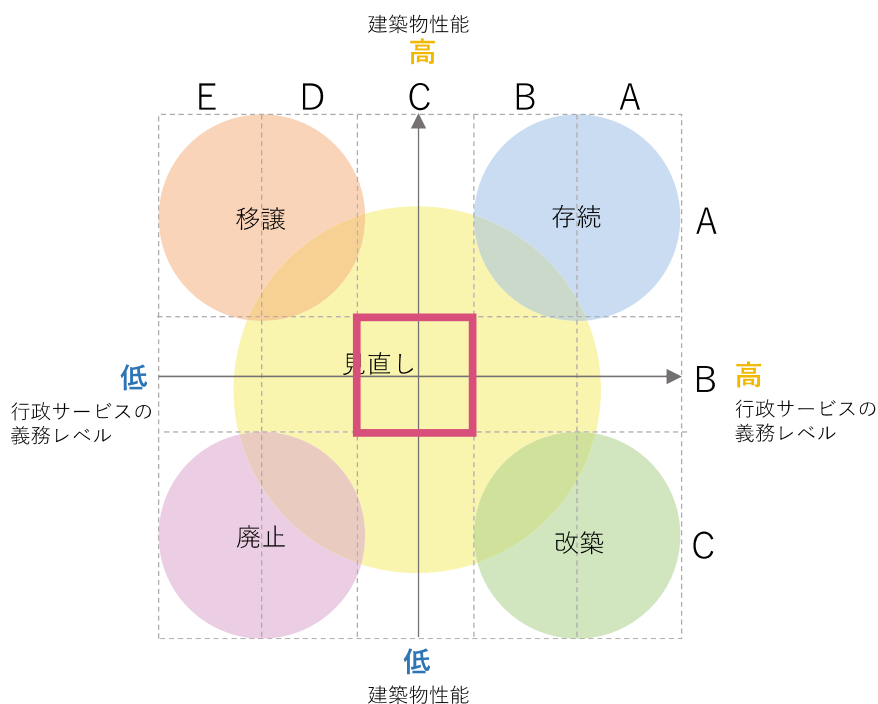 建築物性能
高
E D C B A
移譲
存続
A
見直し
低
B
高
行政サービスの
義務レベル
行政サービスの
義務レベル
廃止
改築
C
低
建築物性能